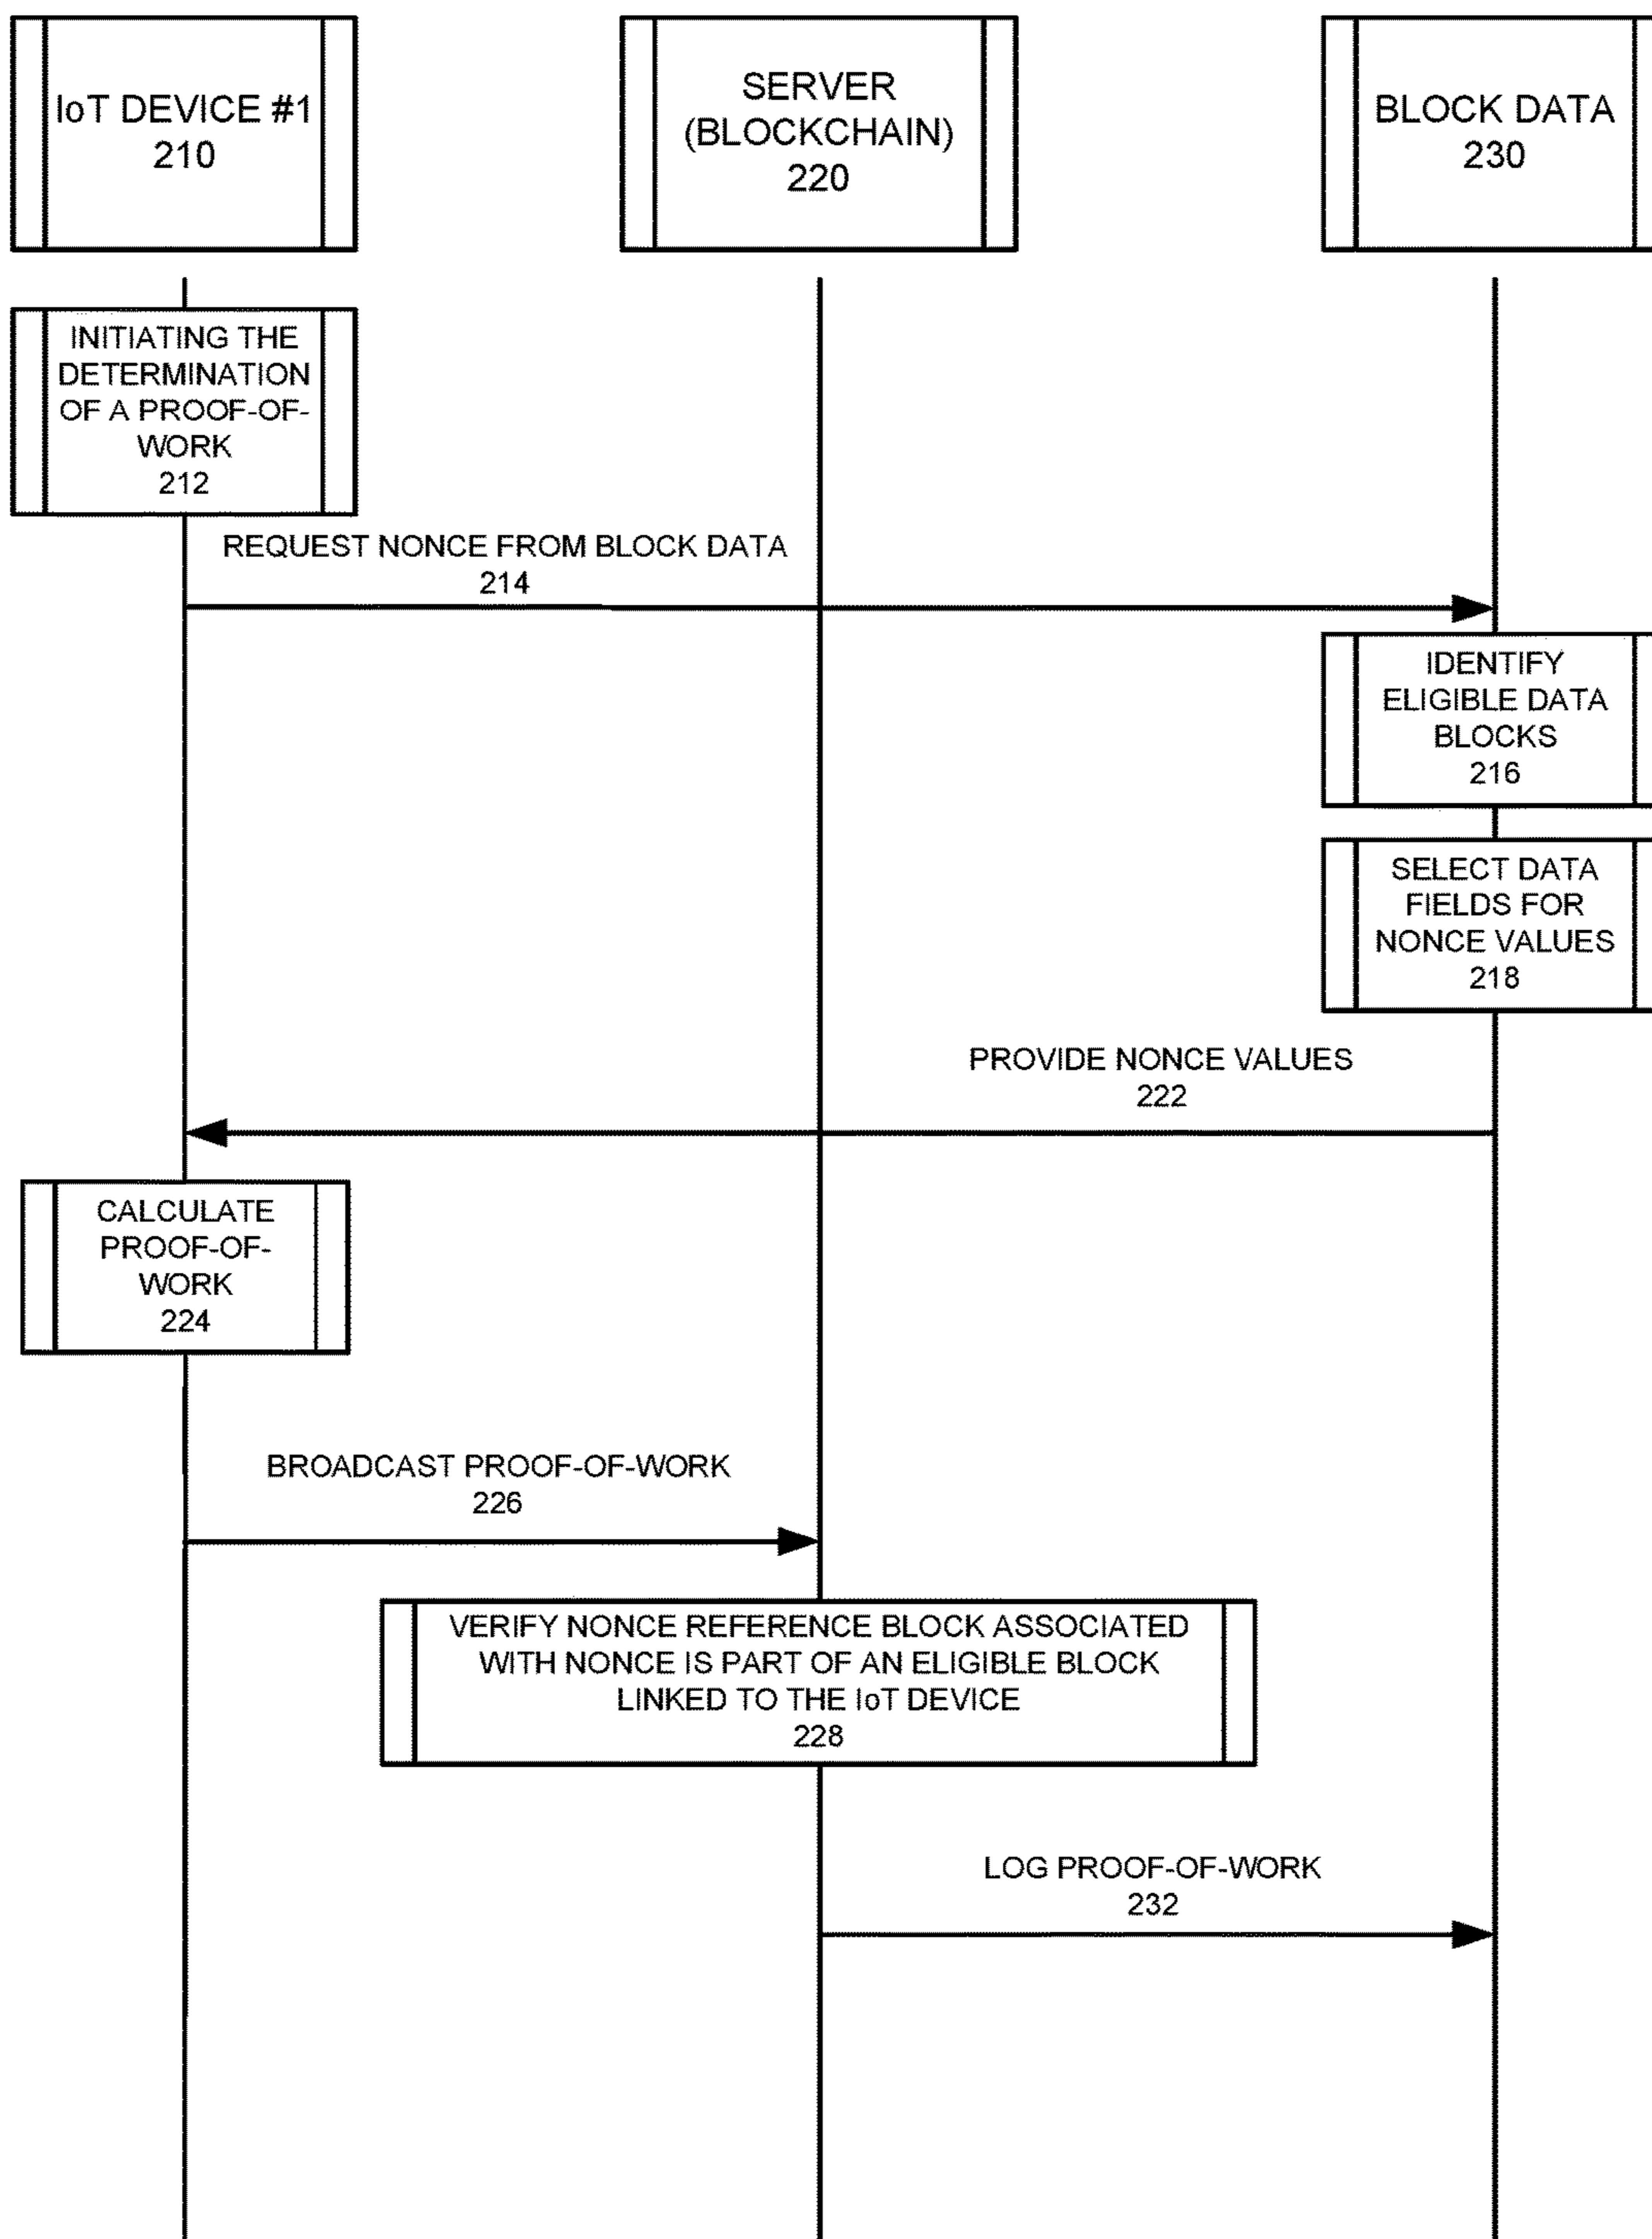 IoT DEVICE #1
210
SERVER
(BLOCKCHAIN)
220
BLOCK DATA
230
INITIATING THE
DETERMINATION
OF A PROOF-OF-
WORK
212
REQUEST NONCE FROM BLOCK DATA
214
IDENTIFY
ELIGIBLE DATA
BLOCKS
216
SELECT DATA
FIELDS FOR
NONCE VALUES
218
PROVIDE NONCE VALUES
222
CALCULATE
PROOF-OF-
WORK
224
BROADCAST PROOF-OF-WORK
226
VERIFY NONCE REFERENCE BLOCK ASSOCIATED
WITH NONCE IS PART OF AN ELIGIBLE BLOCK
LINKED TO THE IoT DEVICE
228
LOG PROOF-OF-WORK
232